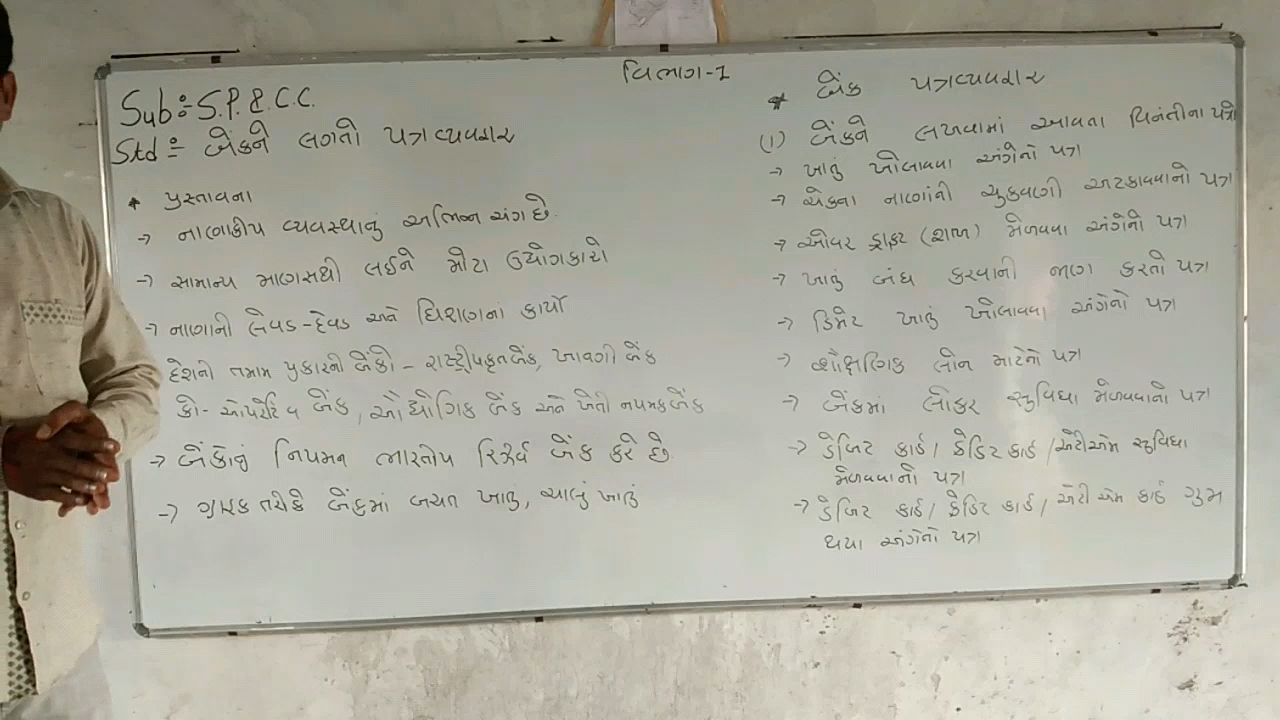 વિભાગ-1
Sub:- S.P. & C.C.
Std:- બેંકને લગતો પત્રવ્યવહાર
* પ્રસ્તાવના
→ નાણાકીય વ્યવસ્થાનું અભિન્ન અંગ છે.
→ સામાન્ય માણસથી લઈને મોટા ઉદ્યોગકારો
→ નાણાની લેવડ-દેવડ અને ધિરાણનાં કાર્યો
દેશની તમામ પ્રકારની બેંકો - રાષ્ટ્રીયકૃત બેંક, ખાનગી બેંક
કો-ઓપરેટિવ બેંક, ઔદ્યોગિક બેંક અને ખેતી બેંક
→ બેંકોનું નિયમન ભારતીય રિઝર્વ બેંક કરે છે.
→ ગ્રાહક તરીકે બેંકમાં બચત ખાતું, ચાલું ખાતું
* બેંક પત્રવ્યવહાર
(1) બેંકને લખવામાં આવતા વિનંતીના પત્રો
→ ખાતું ખોલાવવા અંગેનો પત્ર
→ ચેકના નાણાંની ચુકવણી અટકાવવાનો પત્ર
→ ઓવર ડ્રાફ્ટ (શાખ) મેળવવા અંગેનો પત્ર
→ ખાતું બંધ કરવાની જાણ કરતો પત્ર
→ ડિમેટ ખાતું ખોલાવવા અંગેનો પત્ર
→ શૈક્ષણિક લોન માટેનો પત્ર
→ બેંકમાં લોકર સુવિધા મેળવવાનો પત્ર
→ ડેબિટ કાર્ડ / ક્રેડિટ કાર્ડ / એટીએમ સુવિધા
મેળવવાનો પત્ર
→ ડેબિટ કાર્ડ / ક્રેડિટ કાર્ડ / એટીએમ કાર્ડ ગુમ
થયા અંગેનો પત્ર